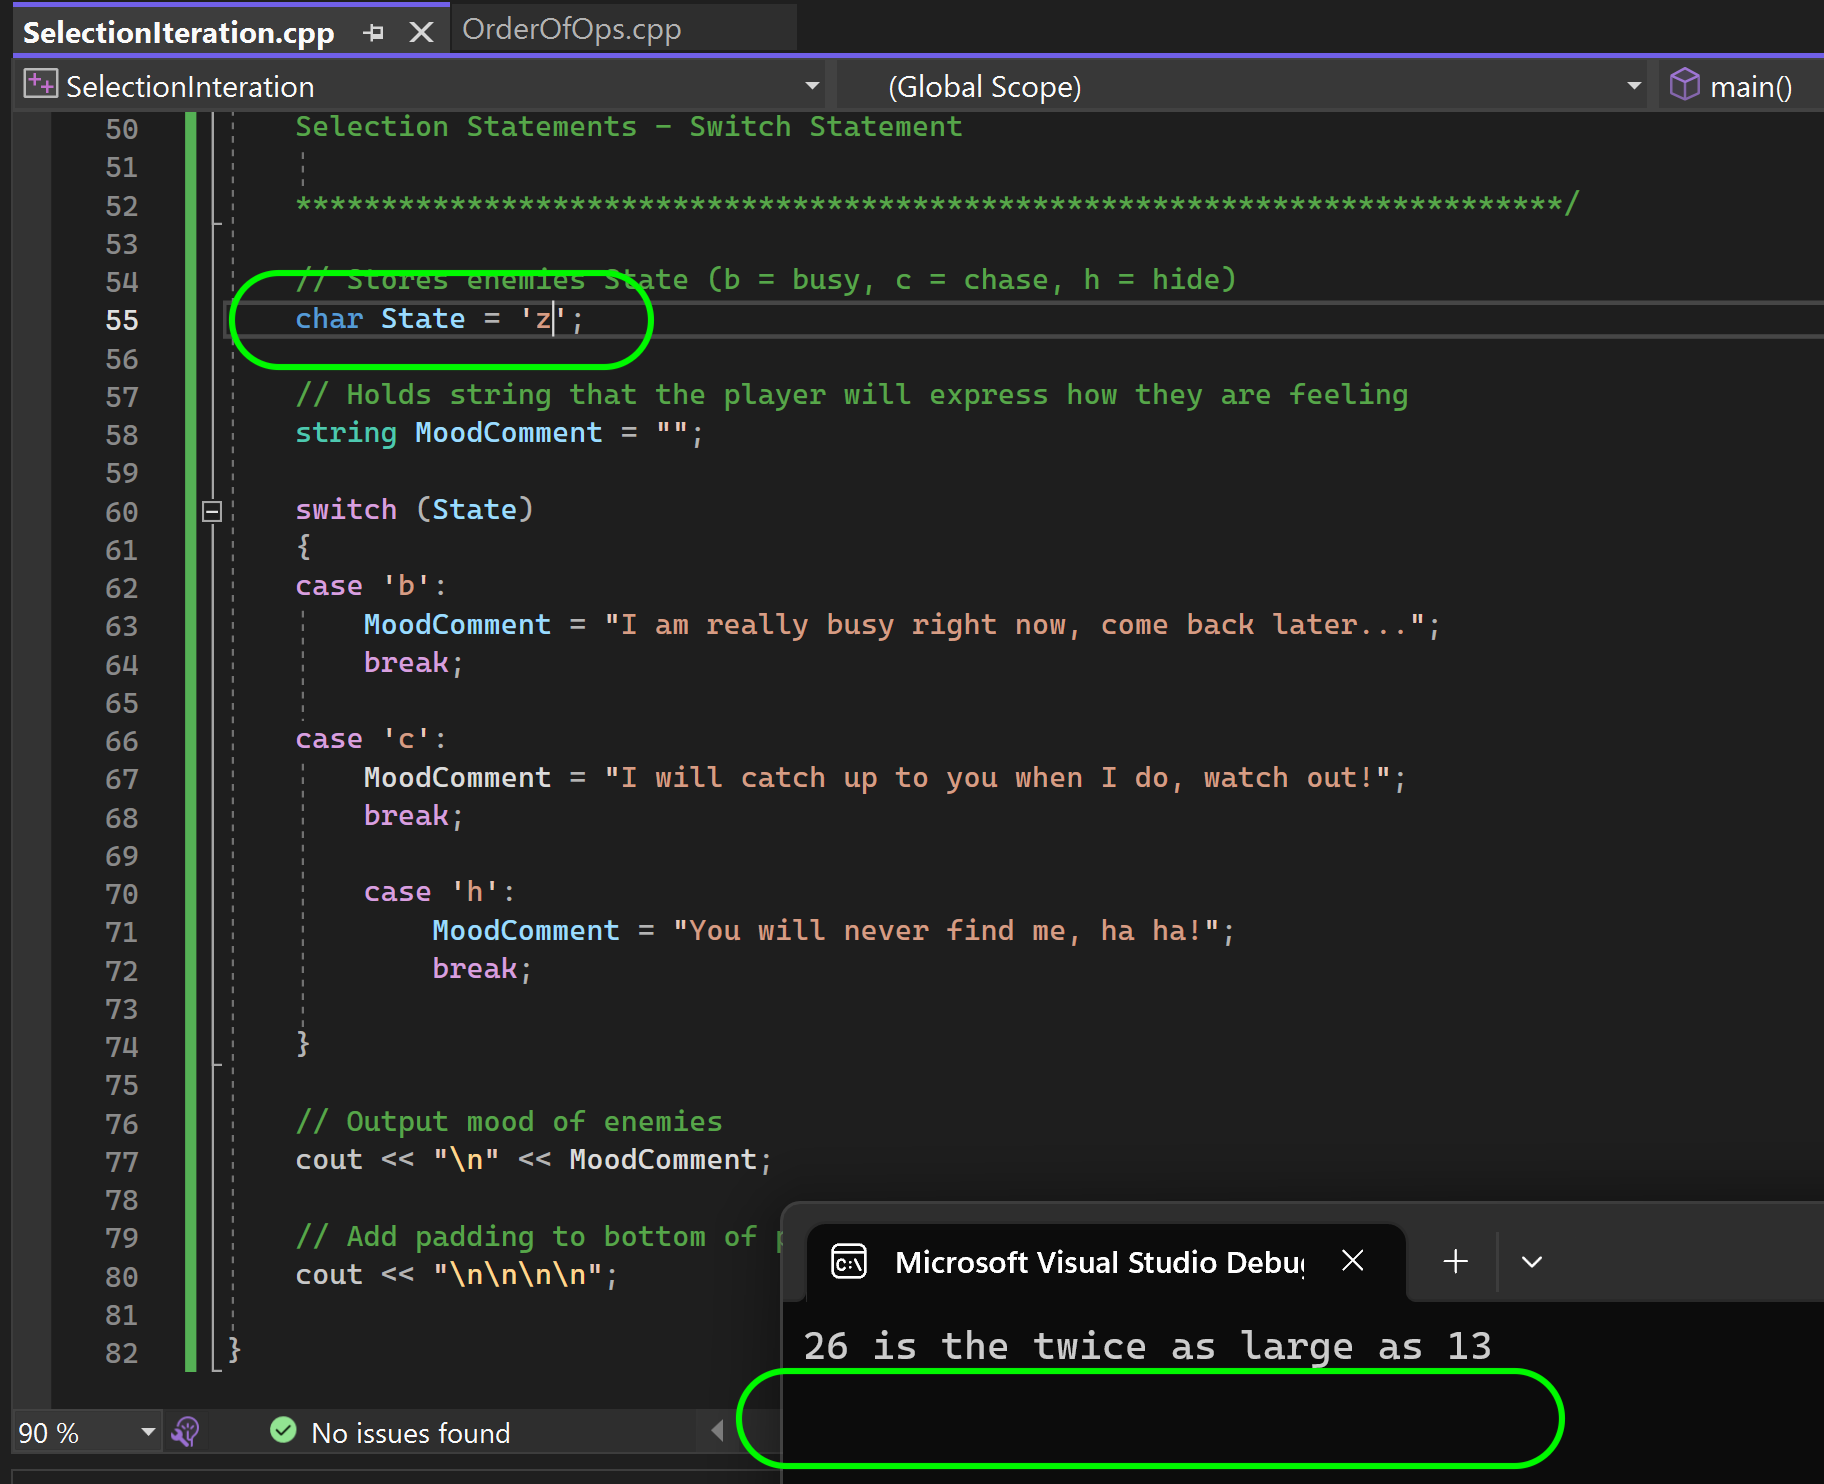 SelectionIteration.cpp OrderOfOps.cpp
SelectionInteration (Global Scope) main()
50 Selection Statements - Switch Statement
51
52 **************************************************************************/
53
54 // Stores enemies State (b = busy, c = chase, h = hide)
55 char State = 'z';
56
57 // Holds string that the player will express how they are feeling
58 string MoodComment = "";
59
60 switch (State)
61 {
62 case 'b':
63 MoodComment = "I am really busy right now, come back later...";
64 break;
65
66 case 'c':
67 MoodComment = "I will catch up to you when I do, watch out!";
68 break;
69
70 case 'h':
71 MoodComment = "You will never find me, ha ha!";
72 break;
73
74 }
75
76 // Output mood of enemies
77 cout << "\n" << MoodComment;
78
79 // Add padding to bottom of
80 cout << "\n\n\n\n";
81
82 }
Microsoft Visual Studio Debu
26 is the twice as large as 13
90 % No issues found